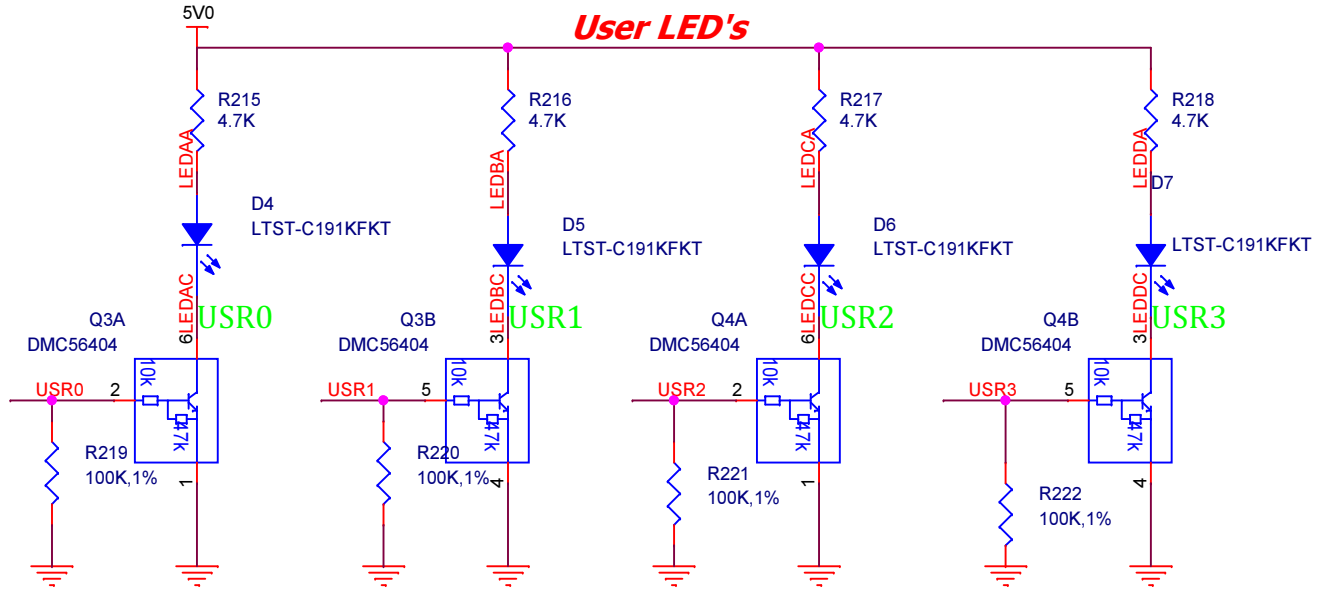 5V0
User LED's
R215
4.7K
R216
4.7K
R217
4.7K
R218
4.7K
LEDAA
LEDBA
LEDCA
LEDDA
D4
LTST-C191KFKT
D5
LTST-C191KFKT
D6
LTST-C191KFKT
D7
LTST-C191KFKT
6 LEDAC
3 LEDBC
6 LEDCC
3 LEDDC
USR0
USR1
USR2
USR3
Q3A
DMC56404
Q3B
DMC56404
Q4A
DMC56404
Q4B
DMC56404
USR0 2
10k
47k
1
USR1 5
10k
47k
4
USR2 2
10k
47k
1
USR3 5
10k
47k
4
R219
100K,1%
R220
100K,1%
R221
100K,1%
R222
100K,1%